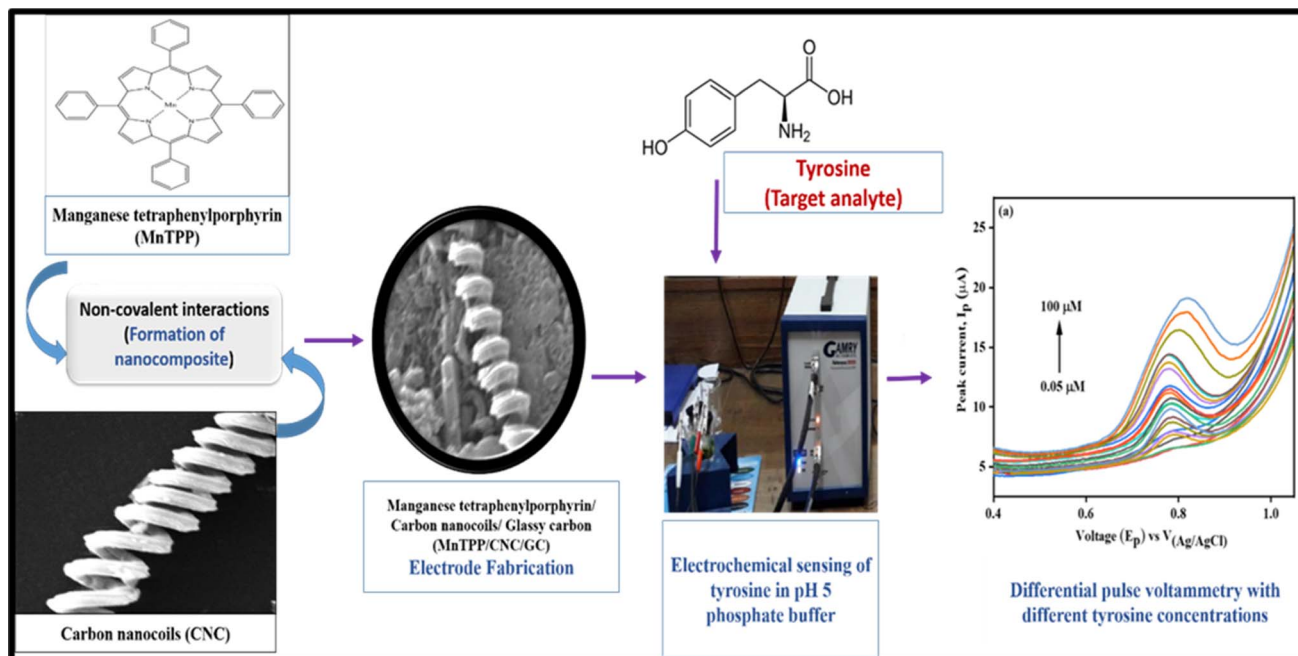 Mn
N
N
N
N
Manganese tetraphenylporphyrin
(MnTPP)
Non-covalent interactions
(Formation of
nanocomposite)
Carbon nanocoils (CNC)
Manganese tetraphenylporphyrin/
Carbon nanocoils/ Glassy carbon
(MnTPP/CNC/GC)
Electrode Fabrication
O
OH
NH2
HO
Tyrosine
(Target analyte)
GAMRY
Electrochemical sensing of
tyrosine in pH 5
phosphate buffer
(a)
Peak current, Ip (µA)
25
20
15
10
5
100 µM
0.05 µM
0.4
0.6
0.8
1.0
Voltage (Ep) vs V(Ag/AgCl)
Differential pulse voltammetry with
different tyrosine concentrations